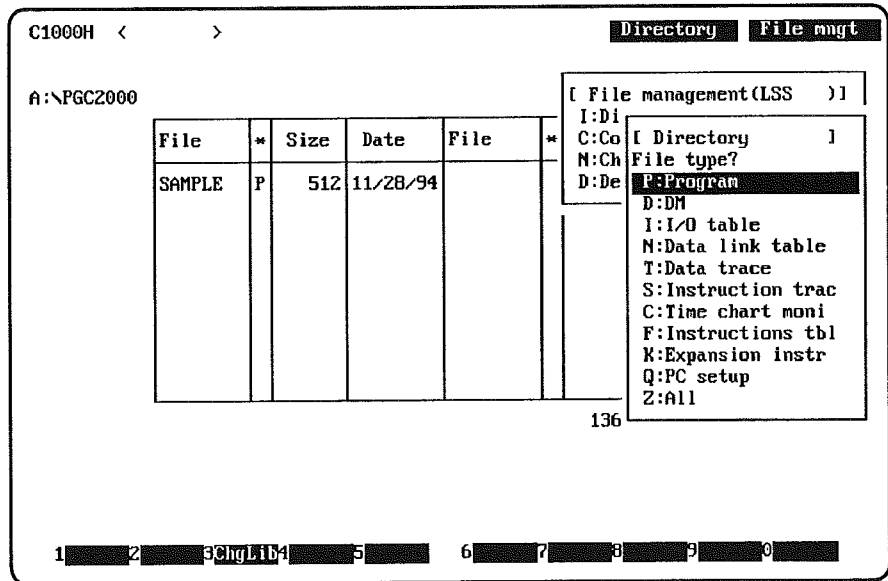 C1000H < > Directory File mngt
A:\PGC2000
[ File management(LSS )]
I:Di
C:Co
N:Ch
D:De
[ Directory ]
File type?
P:Program
D:DM
I:I/O table
N:Data link table
T:Data trace
S:Instruction trac
C:Time chart moni
F:Instructions tbl
K:Expansion instr
Q:PC setup
Z:All
File * Size Date File *
SAMPLE P 512 11/28/94
136
1 2 3ChgLib4 5 6 7 8 9 0